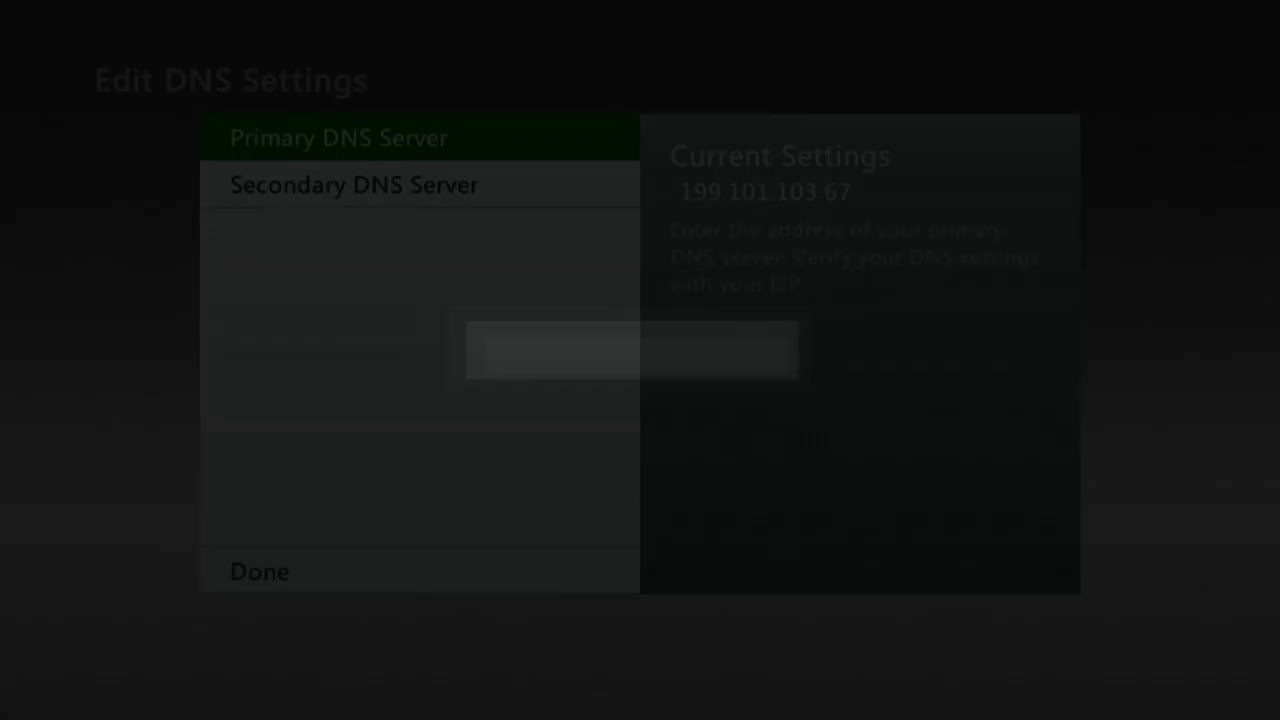 Edit DNS Settings
Primary DNS Server
Secondary DNS Server
Done
Current Settings
199.101.103.67
Enter the address of your primary
DNS server. Verify your DNS settings
with your ISP.